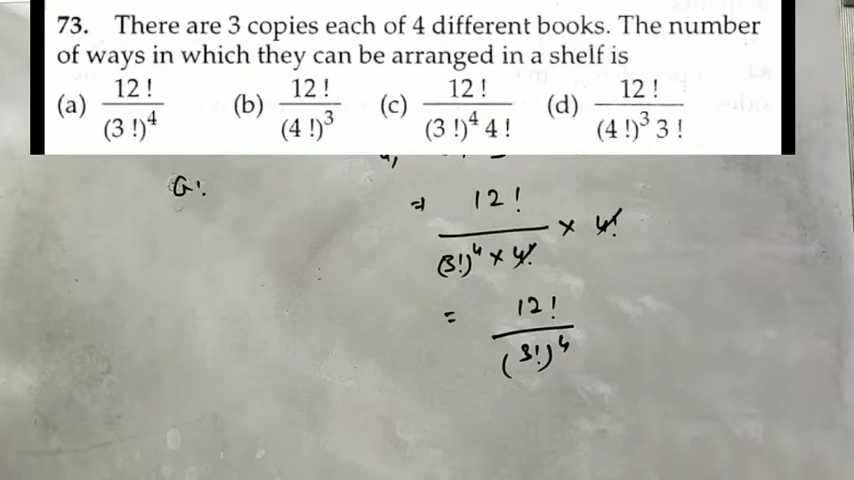 73. There are 3 copies each of 4 different books. The number
of ways in which they can be arranged in a shelf is
(a) 12 ! / (3 !)^4 (b) 12 ! / (4 !)^3 (c) 12 ! / (3 !)^4 4 ! (d) 12 ! / (4 !)^3 3 !
G!
⇒ 12 ! / (3!)^4 × 4! × 4!
= 12 ! / (3!)^4